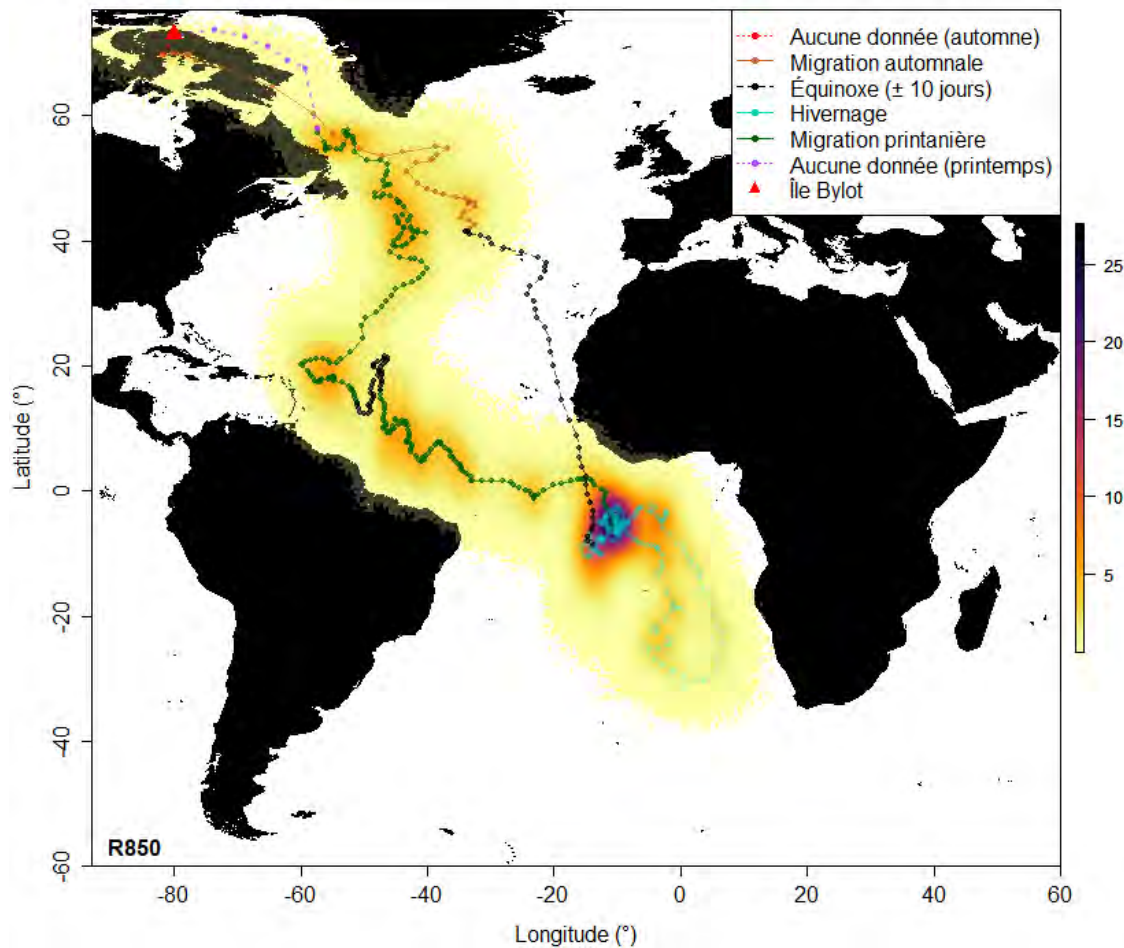 Aucune donnée (automne)
Migration automnale
Équinoxe (± 10 jours)
Hivernage
Migration printanière
Aucune donnée (printemps)
Île Bylot
60
40
20
0
-20
-40
-60
Latitude (°)
25
20
15
10
5
R850
-80
-60
-40
-20
0
20
40
60
Longitude (°)